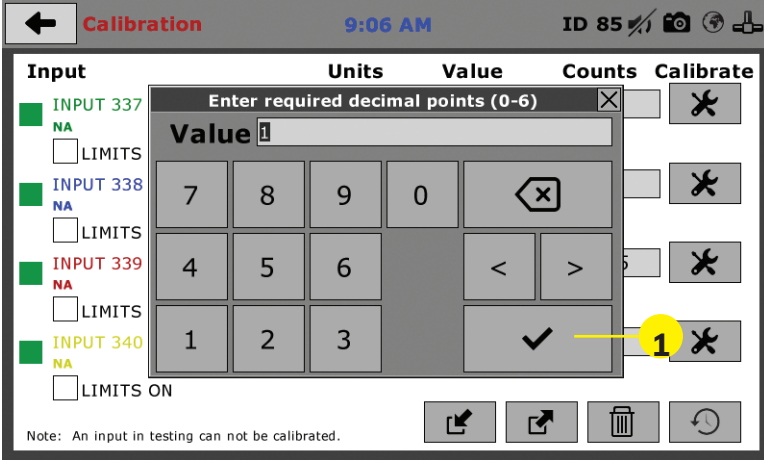 Calibration 9:06 AM ID 85
Input Units Value Counts Calibrate
Enter required decimal points (0-6)
Value 1
INPUT 337
NA
LIMITS
INPUT 338
NA
LIMITS
INPUT 339
NA
LIMITS
INPUT 340
NA
LIMITS ON
7 8 9 0
4 5 6 < >
1 2 3
1
Note: An input in testing can not be calibrated.